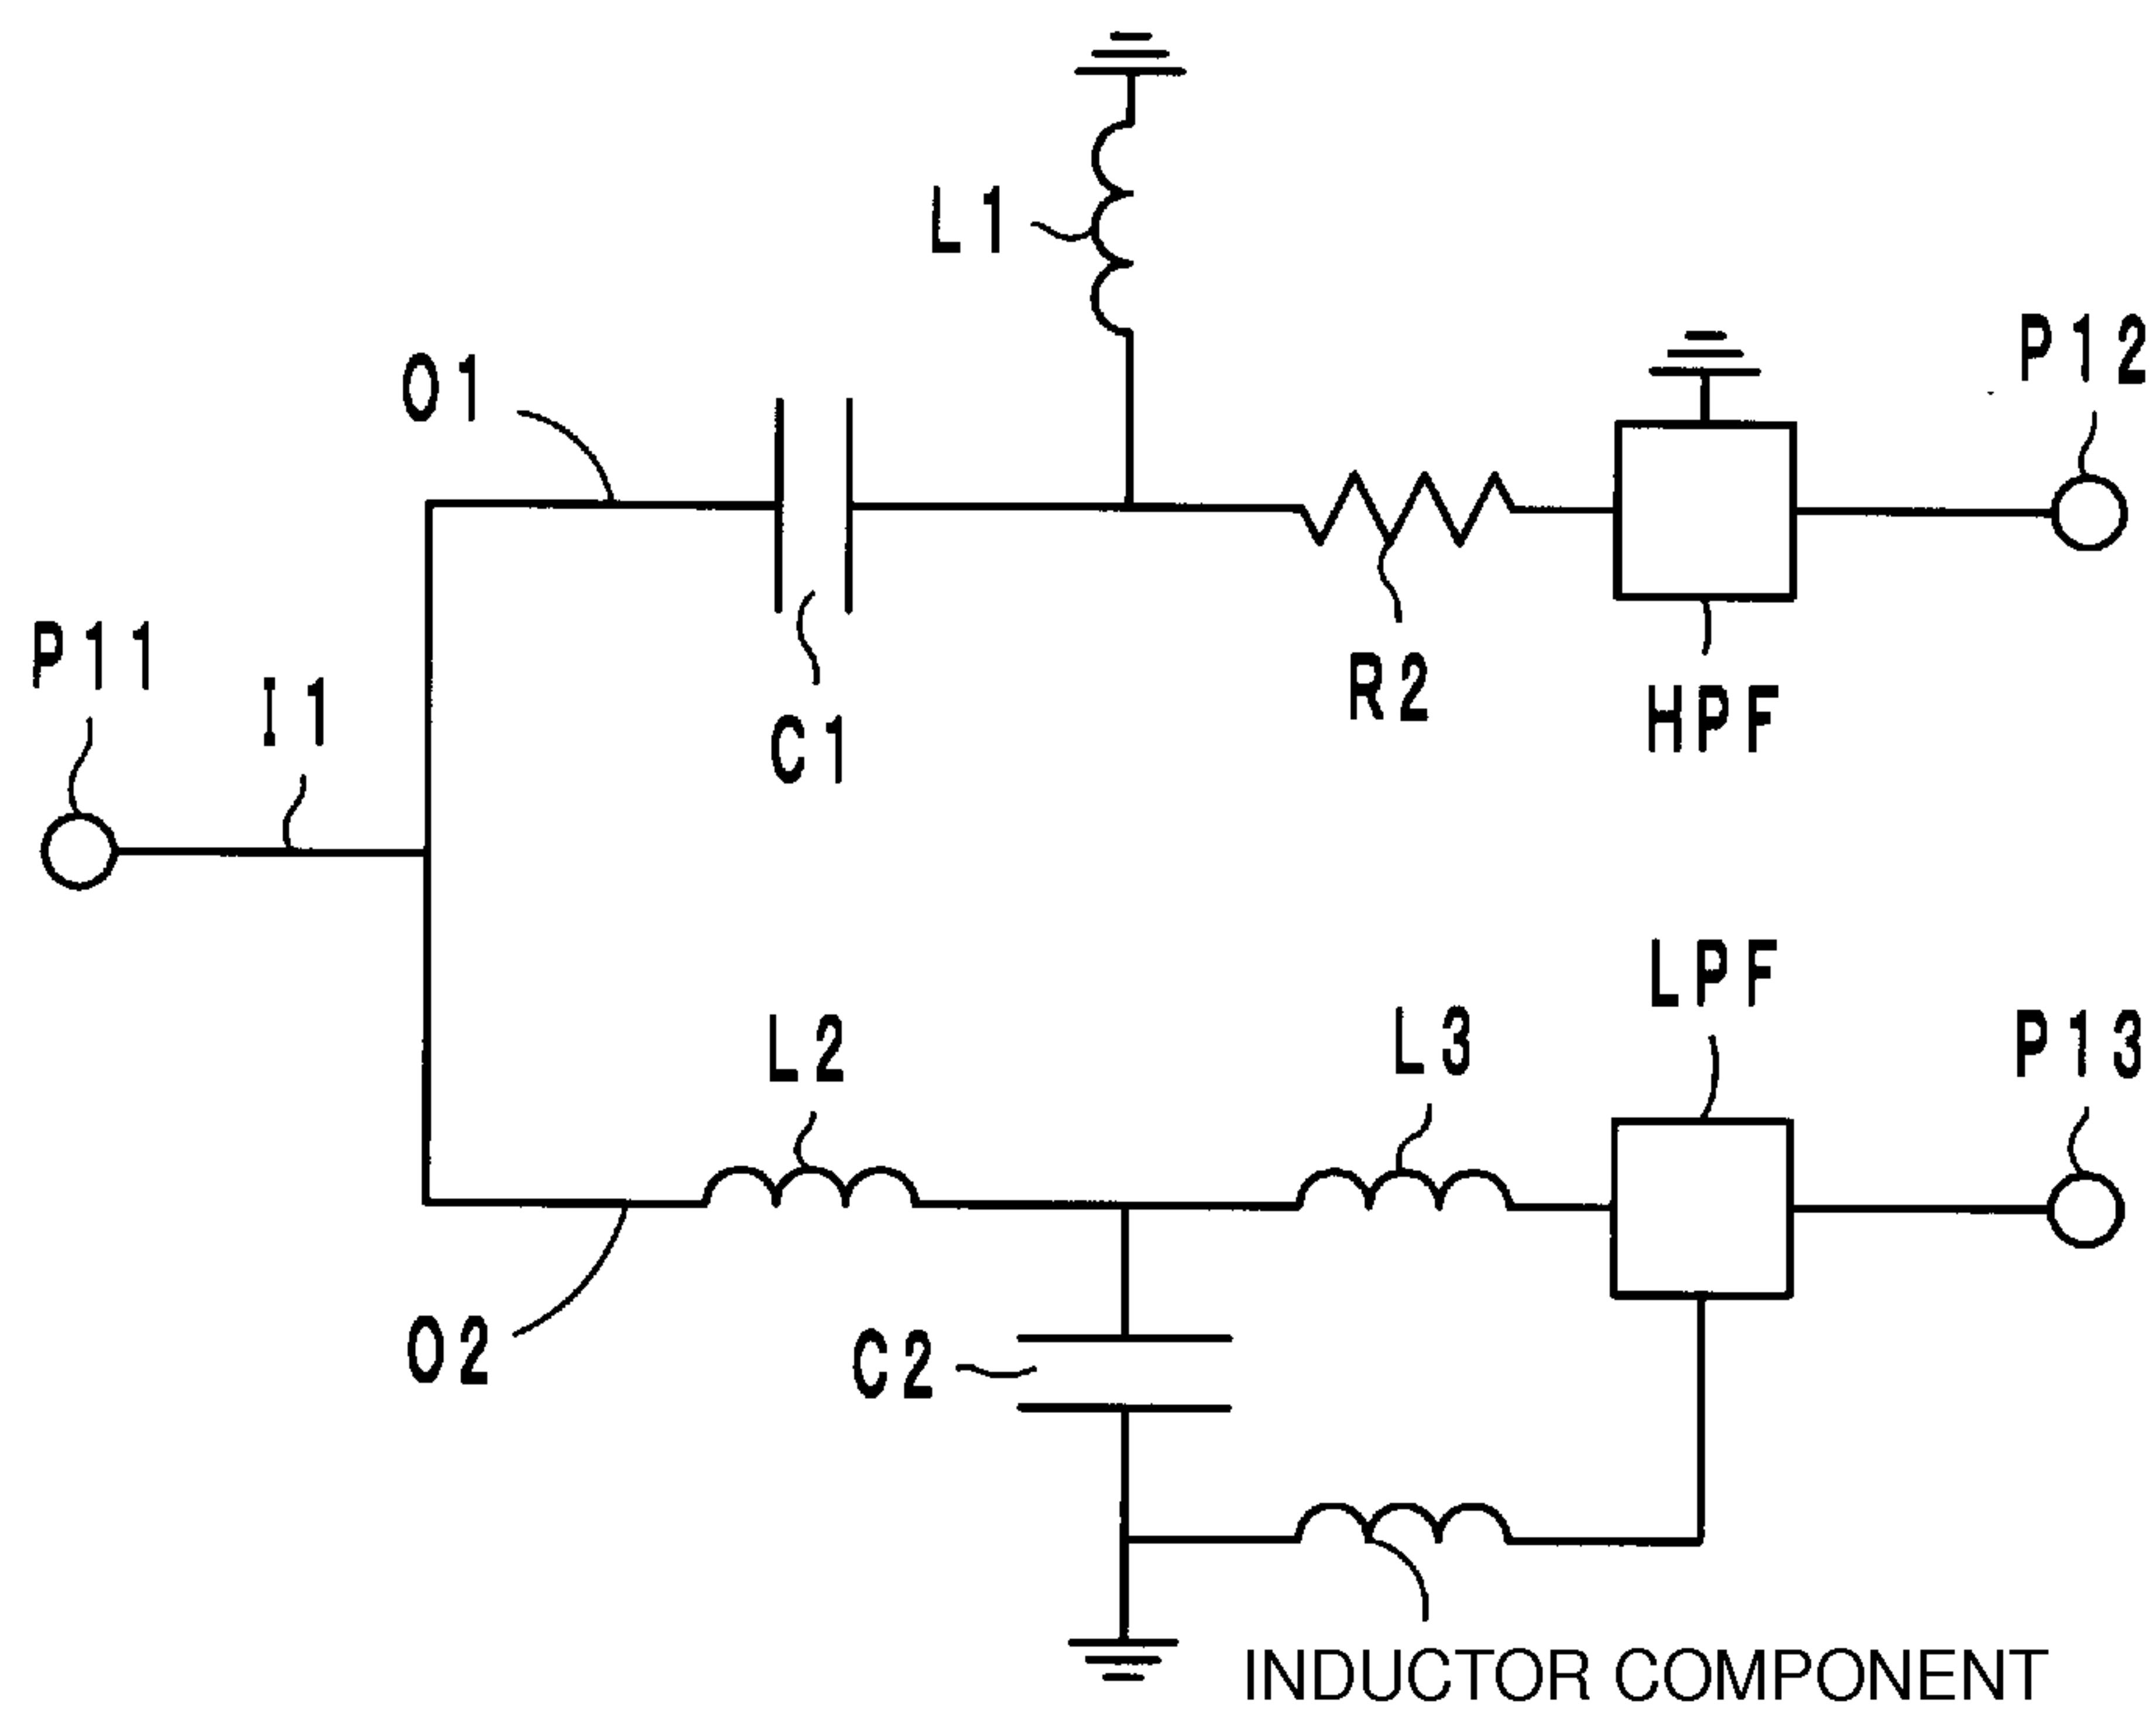 L1
P12
O1
P11
I1
C1
R2
HPF
LPF
L2
L3
P13
O2
C2
INDUCTOR COMPONENT